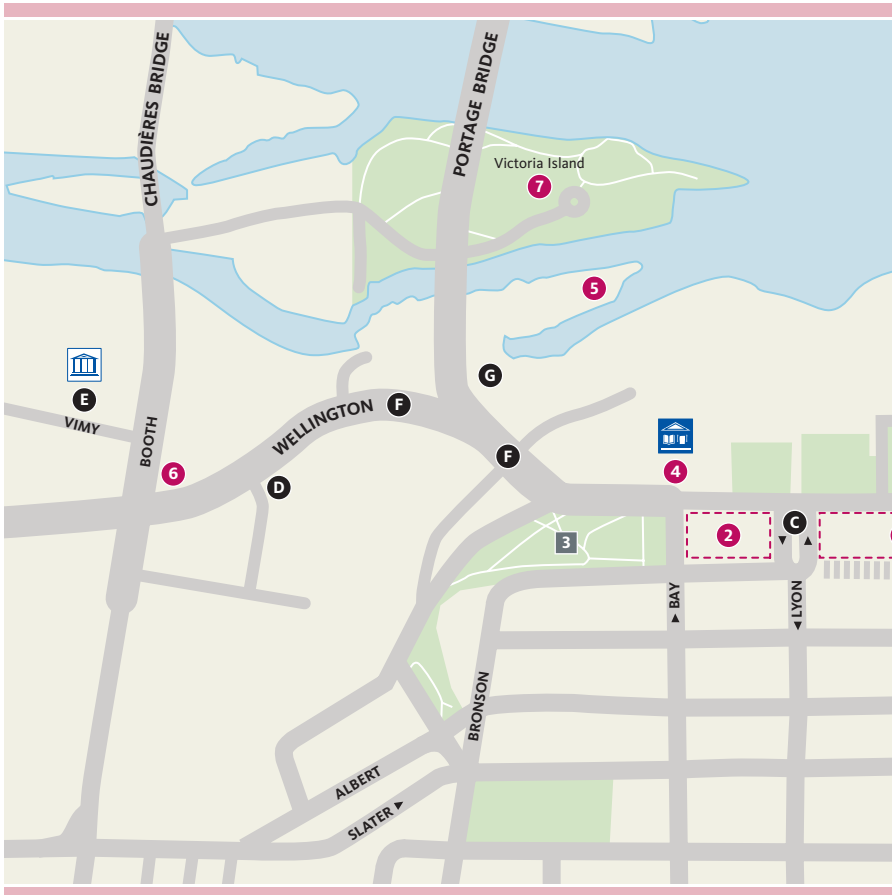 CHAUDIÈRES BRIDGE
PORTAGE BRIDGE
Victoria Island
7
5
G
E
F
WELLINGTON
VIMY
BOOTH
F
6
4
D
C
2
3
▼
▲
BAY ▲
LYON ▼
BRONSON
ALBERT
SLATER ▶